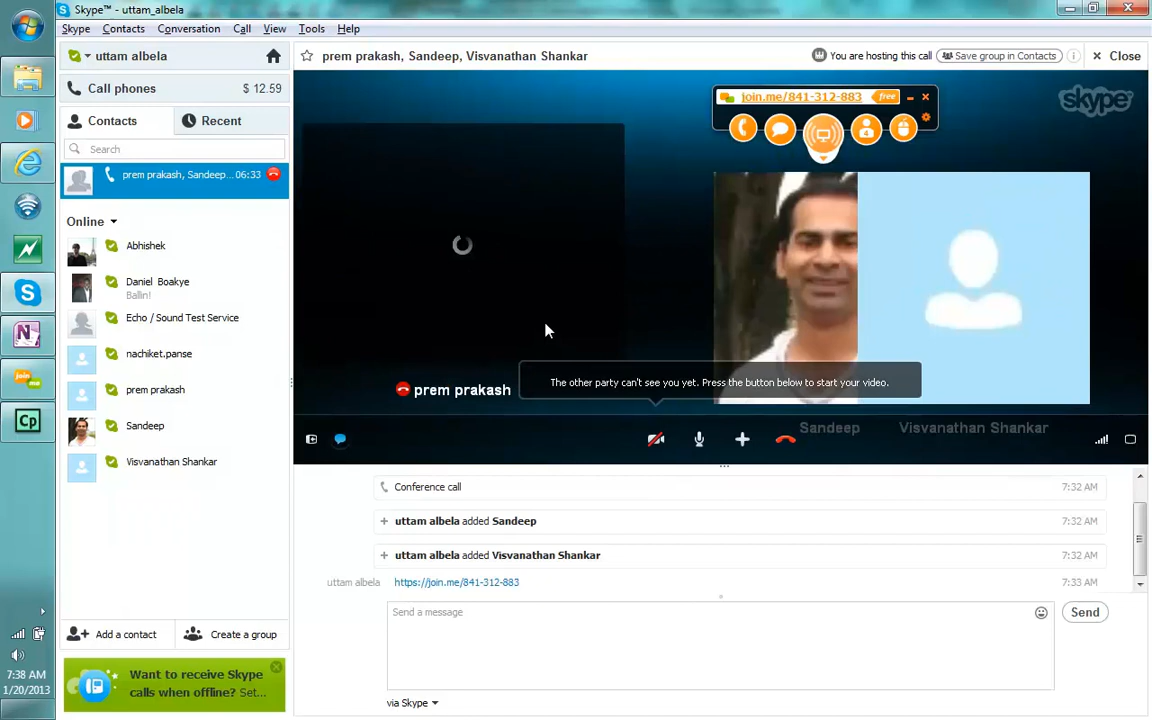 Skype™ - uttam_albela
Skype Contacts Conversation Call View Tools Help
uttam albela
prem prakash, Sandeep, Visvanathan Shankar
You are hosting this call
Save group in Contacts
Close
Call phones $ 12.59
join.me/841-312-883 free
skype
Contacts Recent
Search
prem prakash, Sandeep... 06:33
Online
Abhishek
Daniel Boakye
Ballin!
Echo / Sound Test Service
nachiket.panse
prem prakash
Sandeep
Visvanathan Shankar
prem prakash
The other party can't see you yet. Press the button below to start your video.
Sandeep
Visvanathan Shankar
Conference call 7:32 AM
uttam albela added Sandeep 7:32 AM
uttam albela added Visvanathan Shankar 7:32 AM
uttam albela https://join.me/841-312-883 7:33 AM
Send a message
Send
via Skype
Add a contact Create a group
Want to receive Skype
calls when offline? Set...
join
me
Cp
7:38 AM
1/20/2013